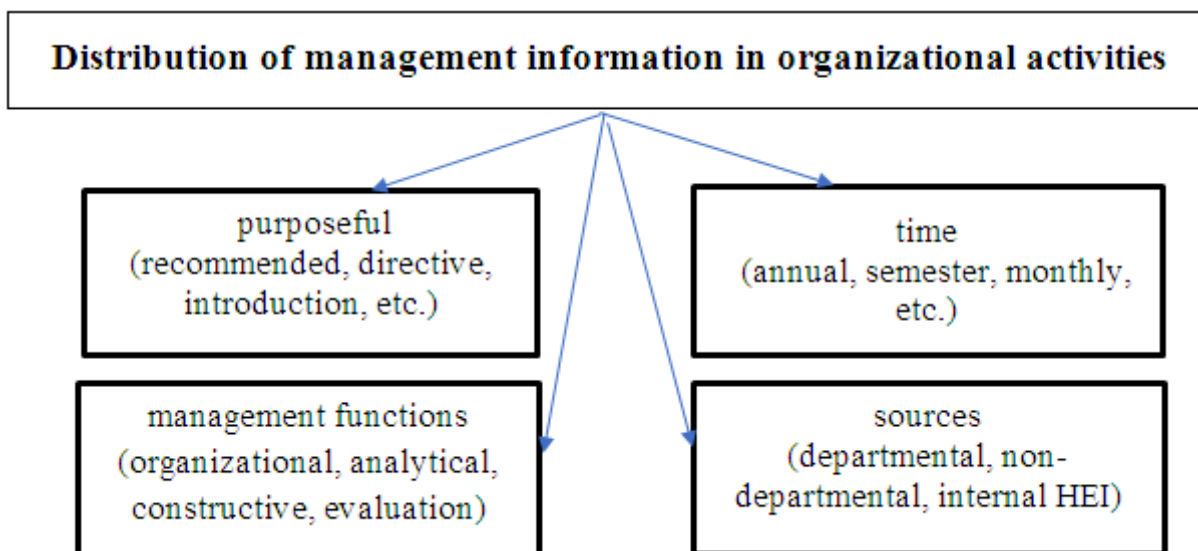 Distribution of management information in organizational activities
purposeful
(recommended, directive,
introduction, etc.)
time
(annual, semester, monthly,
etc.)
management functions
(organizational, analytical,
constructive, evaluation)
sources
(departmental, non-
departmental, internal HEI)